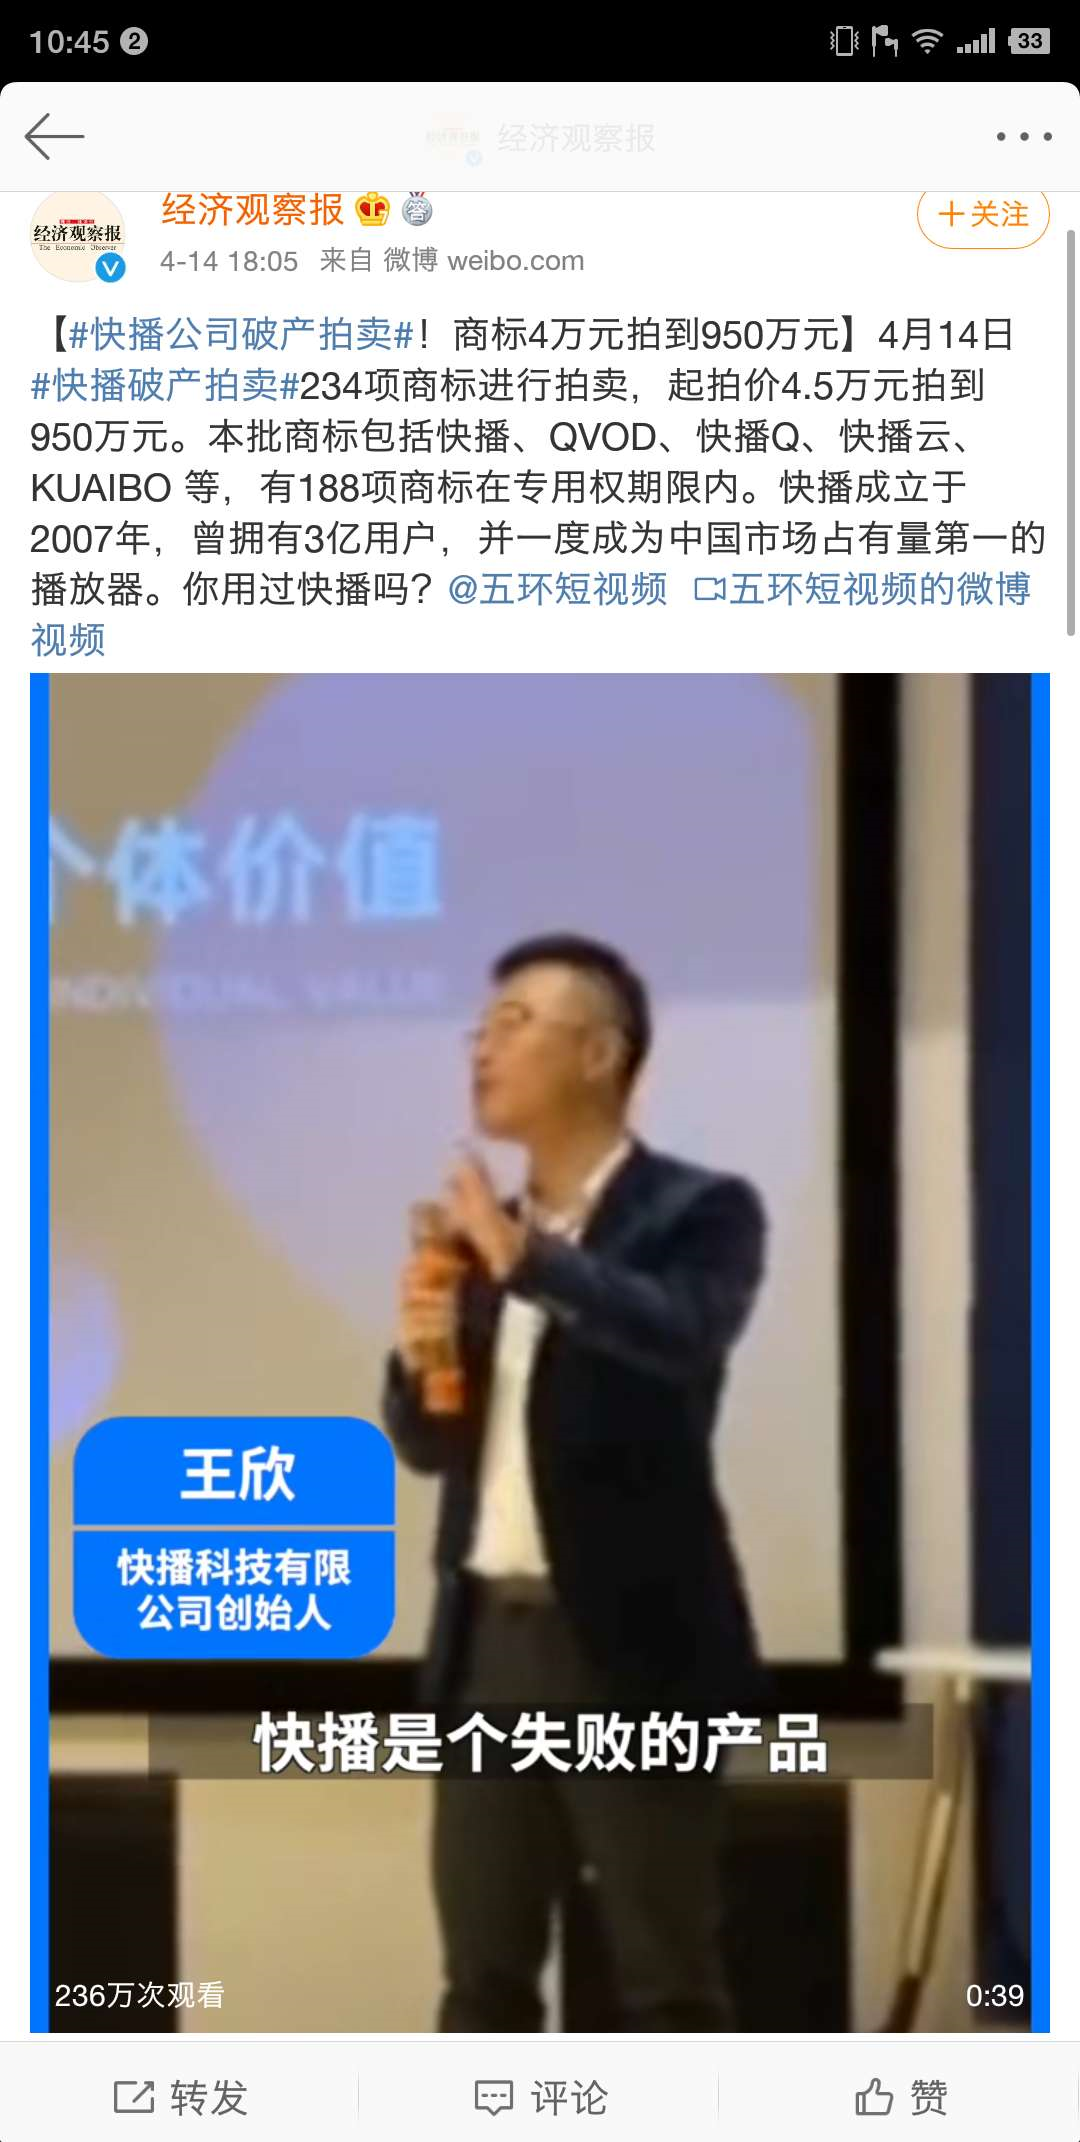 10:45 2
33
经济观察报 经济观察报
经济观察报
The Economic Observer
经济观察报
答
+关注
4-14 18:05 来自 微博 weibo.com
【#快播公司破产拍卖#！商标4万元拍到950万元】4月14日
#快播破产拍卖#234项商标进行拍卖，起拍价4.5万元拍到
950万元。本批商标包括快播、QVOD、快播Q、快播云、
KUAIBO 等，有188项商标在专用权期限内。快播成立于
2007年，曾拥有3亿用户，并一度成为中国市场占有量第一的
播放器。你用过快播吗？@五环短视频 五环短视频的微博
视频
个体价值
INDIVIDUAL VALUE
王欣
快播科技有限
公司创始人
快播是个失败的产品
236万次观看
0:39
转发
评论
赞